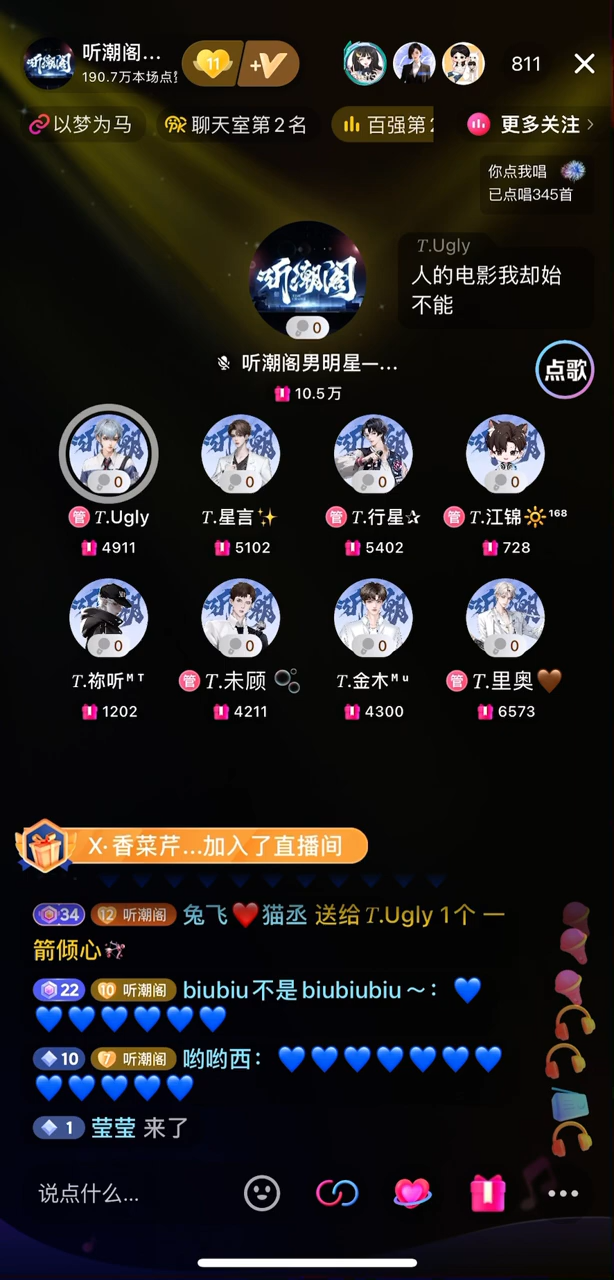 听潮阁
听潮阁...
190.7万本场点赞
11
+
811
以梦为马
聊天室第2名
百强第2
更多关注
你点我唱
已点唱345首
T.Ugly
人的电影我却始
不能
听潮阁
0
听潮阁男明星一...
10.5万
点歌
0 0 0 0
管 T.Ugly 管 T.行星✰ 管 T.江锦🔆¹⁶⁸
T.星言✨
4911 5102 5402 728
0 0 0 0
T.祢听ᴹᵀ 管 T.未顾 🫧 T.金木ᴹᵘ 管 T.里奥🤎
1202 4211 4300 6573
X·香菜芹...加入了直播间
34 12 听潮阁 兔飞❤️猫丞 送给T.Ugly 1个 一
箭倾心💘
22 10 听潮阁 biubiu不是biubiubiu～： 💙
💙💙💙💙💙💙
10 7 听潮阁 哟哟西： 💙💙💙💙💙💙💙
💙💙💙💙💙
1 莹莹 来了
说点什么...